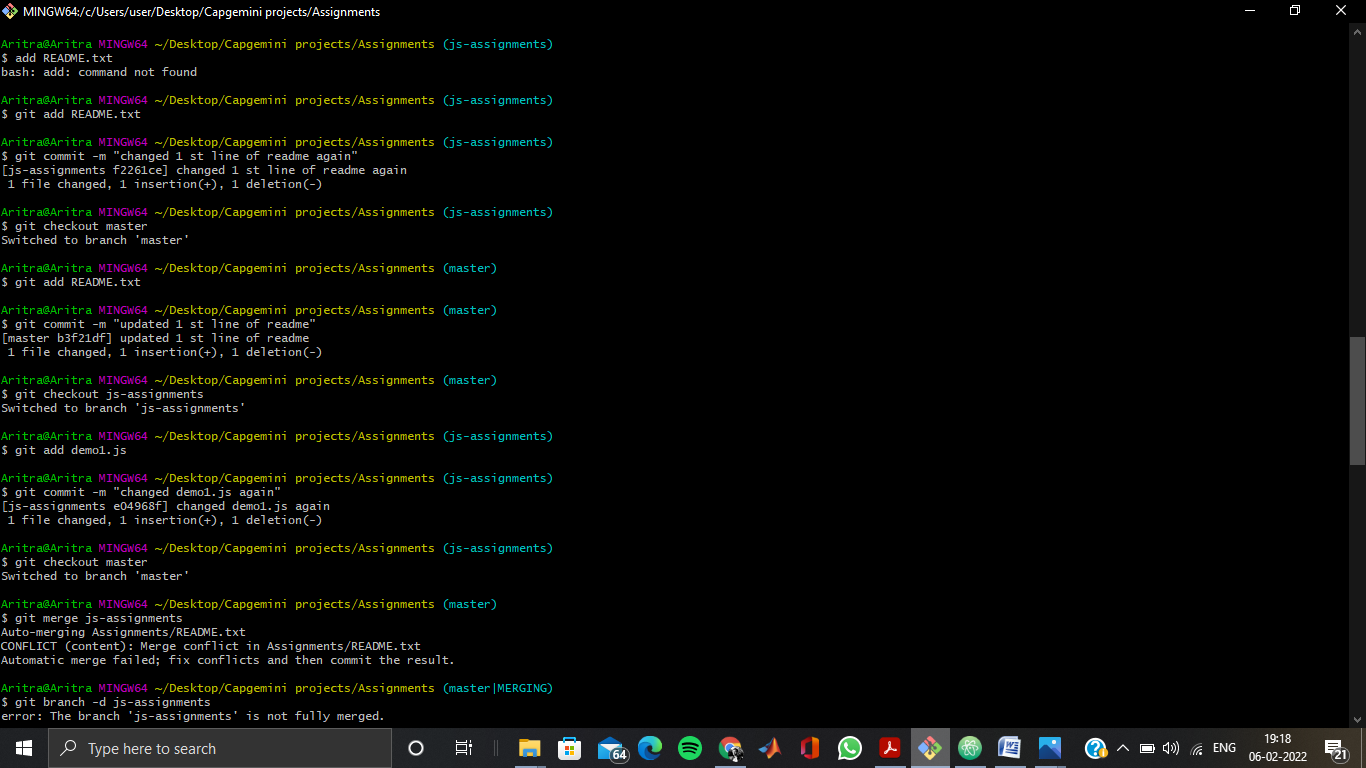 MINGW64:/c/Users/user/Desktop/Capgemini projects/Assignments
Aritra@Aritra MINGW64 ~/Desktop/Capgemini projects/Assignments (js-assignments)
$ add README.txt
bash: add: command not found
Aritra@Aritra MINGW64 ~/Desktop/Capgemini projects/Assignments (js-assignments)
$ git add README.txt
Aritra@Aritra MINGW64 ~/Desktop/Capgemini projects/Assignments (js-assignments)
$ git commit -m "changed 1 st line of readme again"
[js-assignments f2261ce] changed 1 st line of readme again
1 file changed, 1 insertion(+), 1 deletion(-)
Aritra@Aritra MINGW64 ~/Desktop/Capgemini projects/Assignments (js-assignments)
$ git checkout master
Switched to branch 'master'
Aritra@Aritra MINGW64 ~/Desktop/Capgemini projects/Assignments (master)
$ git add README.txt
Aritra@Aritra MINGW64 ~/Desktop/Capgemini projects/Assignments (master)
$ git commit -m "updated 1 st line of readme"
[master b3f21df] updated 1 st line of readme
1 file changed, 1 insertion(+), 1 deletion(-)
Aritra@Aritra MINGW64 ~/Desktop/Capgemini projects/Assignments (master)
$ git checkout js-assignments
Switched to branch 'js-assignments'
Aritra@Aritra MINGW64 ~/Desktop/Capgemini projects/Assignments (js-assignments)
$ git add demo1.js
Aritra@Aritra MINGW64 ~/Desktop/Capgemini projects/Assignments (js-assignments)
$ git commit -m "changed demo1.js again"
[js-assignments e04968f] changed demo1.js again
1 file changed, 1 insertion(+), 1 deletion(-)
Aritra@Aritra MINGW64 ~/Desktop/Capgemini projects/Assignments (js-assignments)
$ git checkout master
Switched to branch 'master'
Aritra@Aritra MINGW64 ~/Desktop/Capgemini projects/Assignments (master)
$ git merge js-assignments
Auto-merging Assignments/README.txt
CONFLICT (content): Merge conflict in Assignments/README.txt
Automatic merge failed; fix conflicts and then commit the result.
Aritra@Aritra MINGW64 ~/Desktop/Capgemini projects/Assignments (master|MERGING)
$ git branch -d js-assignments
error: The branch 'js-assignments' is not fully merged.
Type here to search
64
ENG
19:18
06-02-2022
21